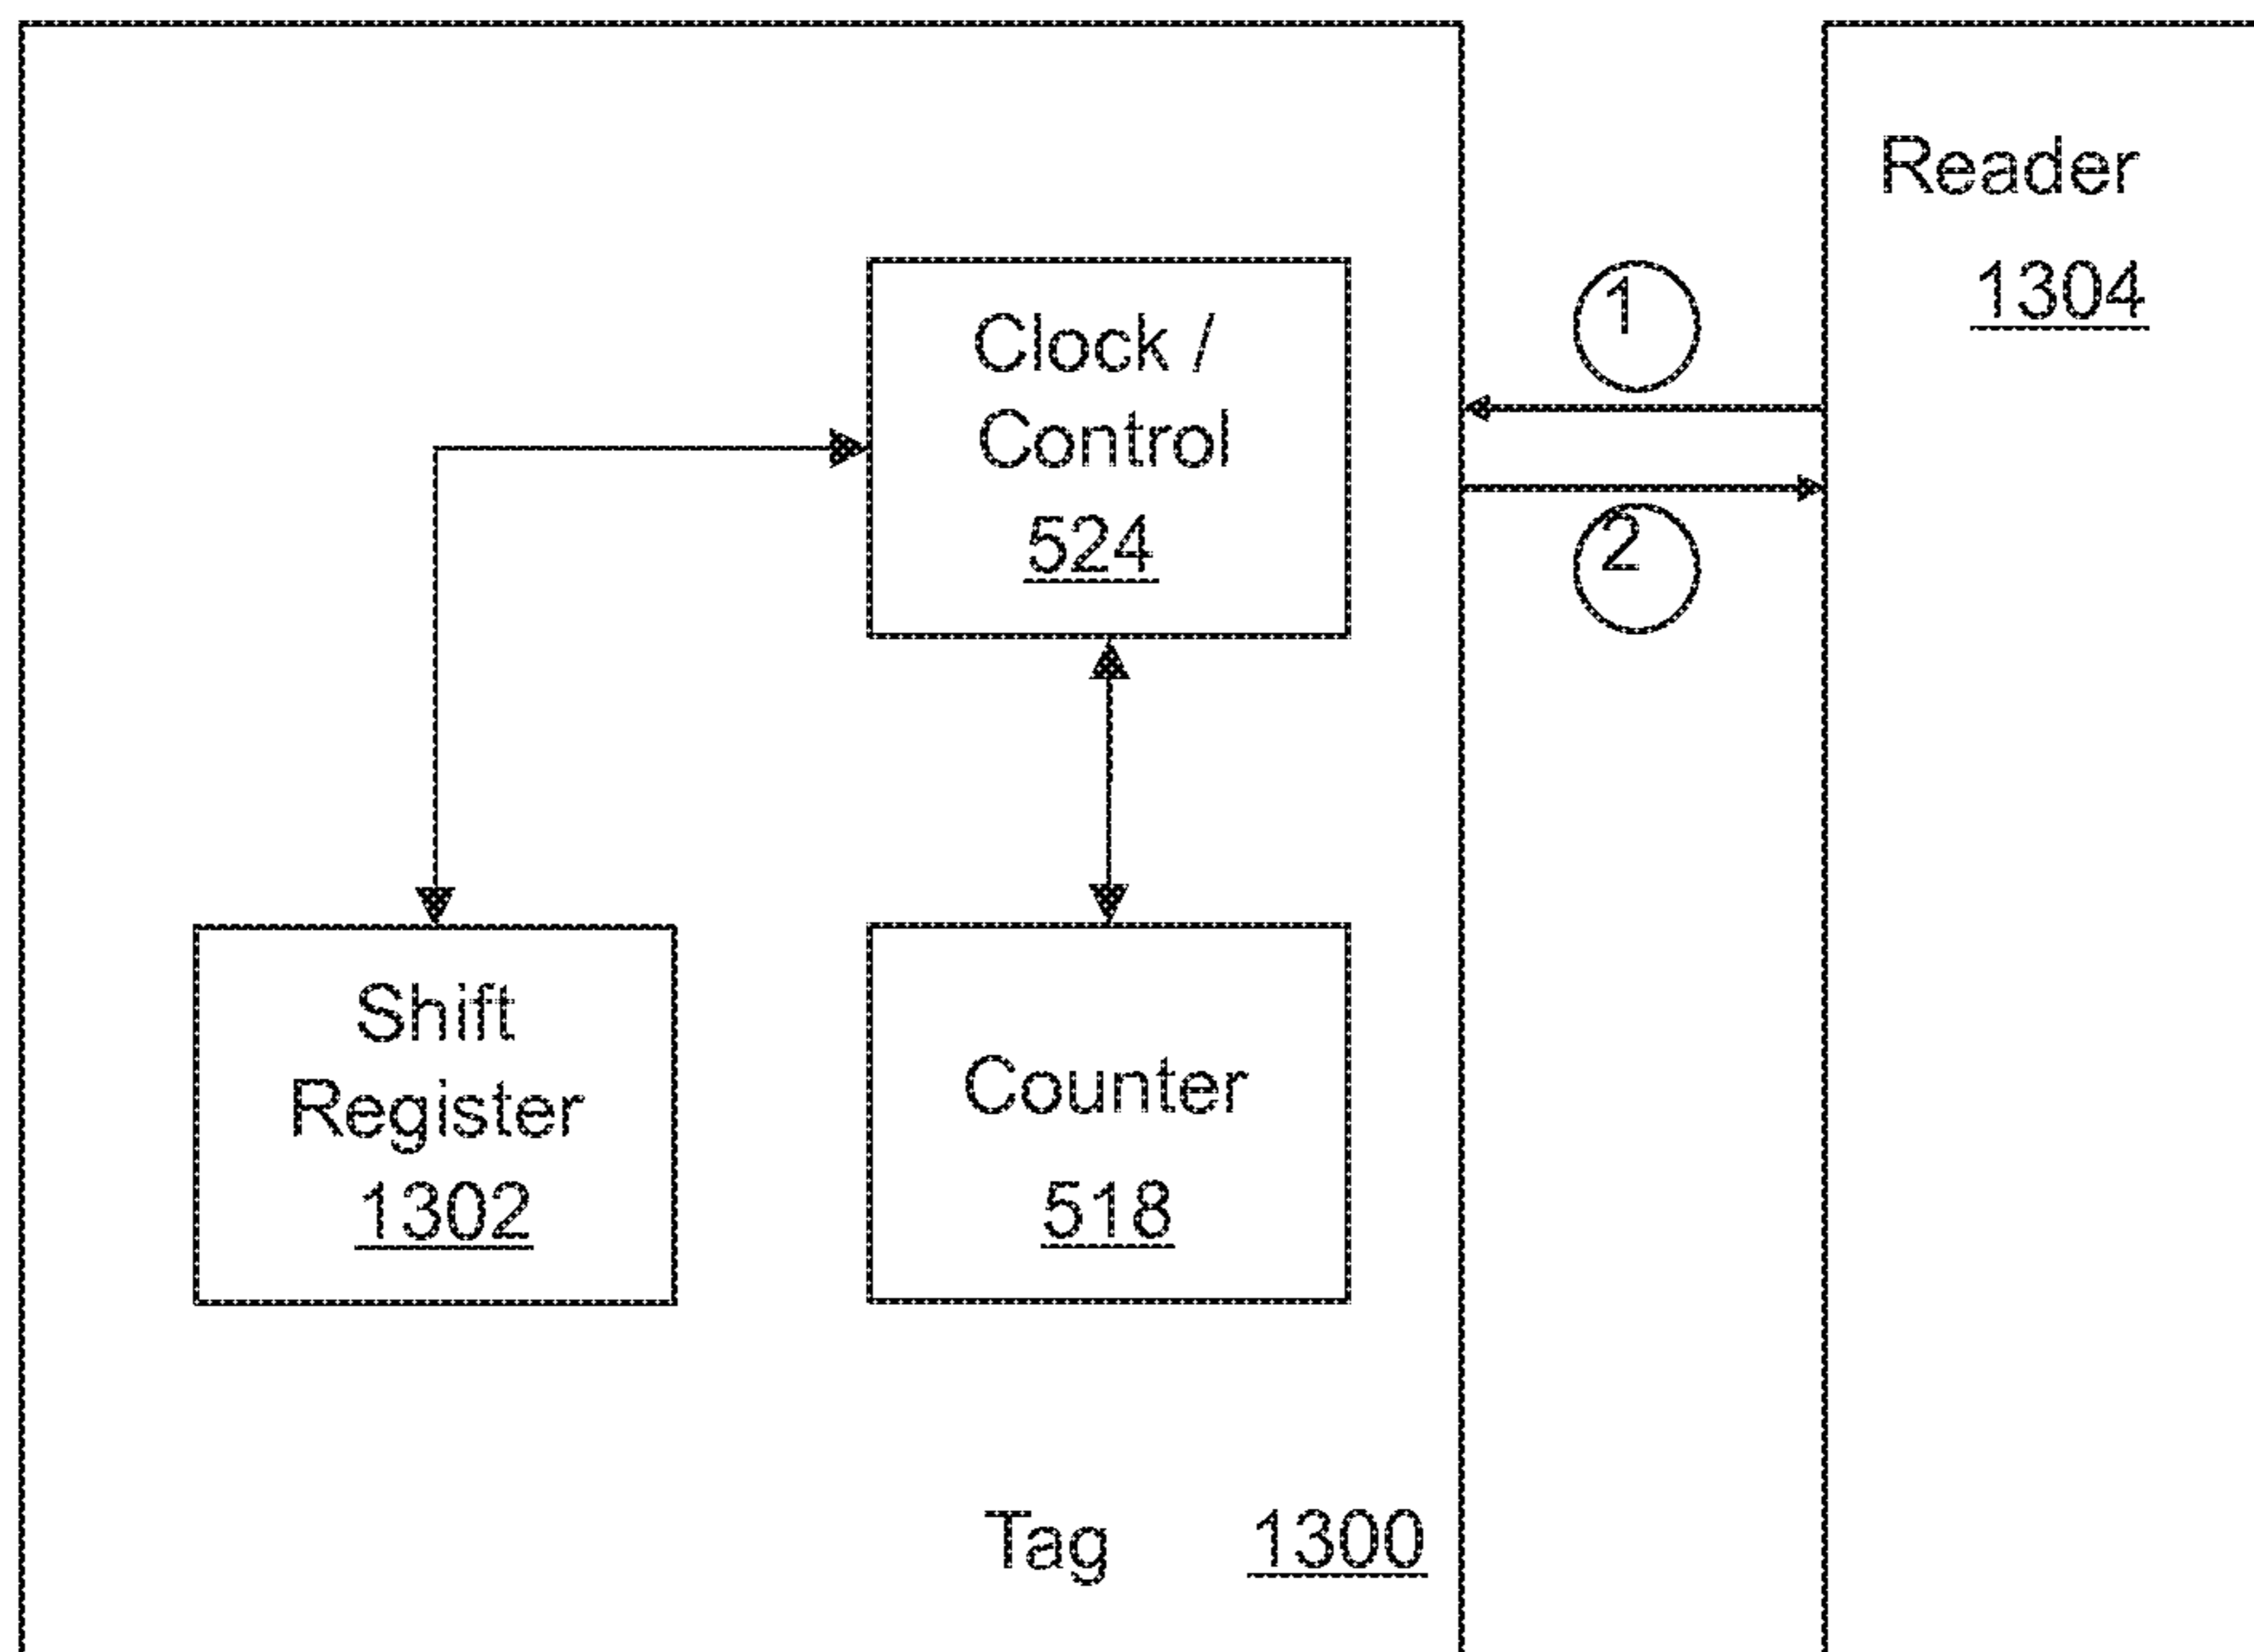 Reader
1304
1
Clock /
Control
524
2
Shift
Register
1302
Counter
518
Tag 1300